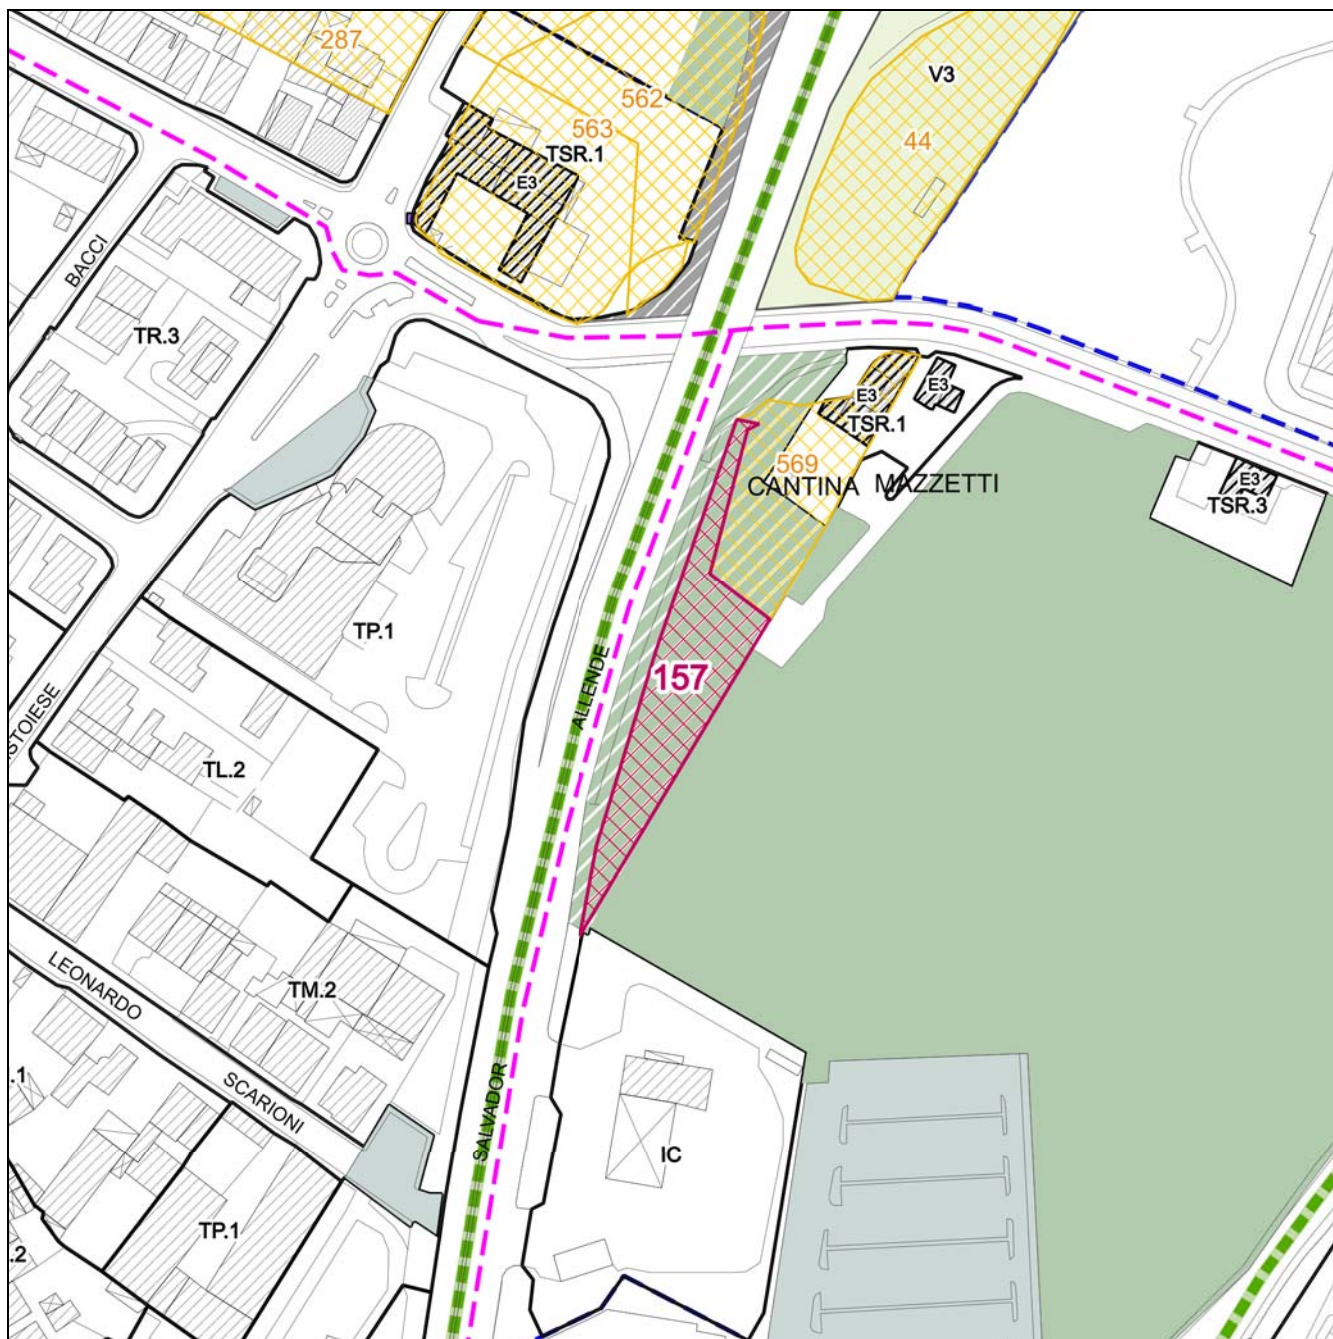 287
562
563
TSR.1
E3
V3
44
BACCI
TR.3
E3
E3
TSR.1
569
CANTINA MAZZETTI
E3
TSR.3
TP.1
157
ALLENDE
STOIESE
TL.2
LEONARDO
TM.2
SCARIONI
SALVADOR
IC
.1
TP.1
.2